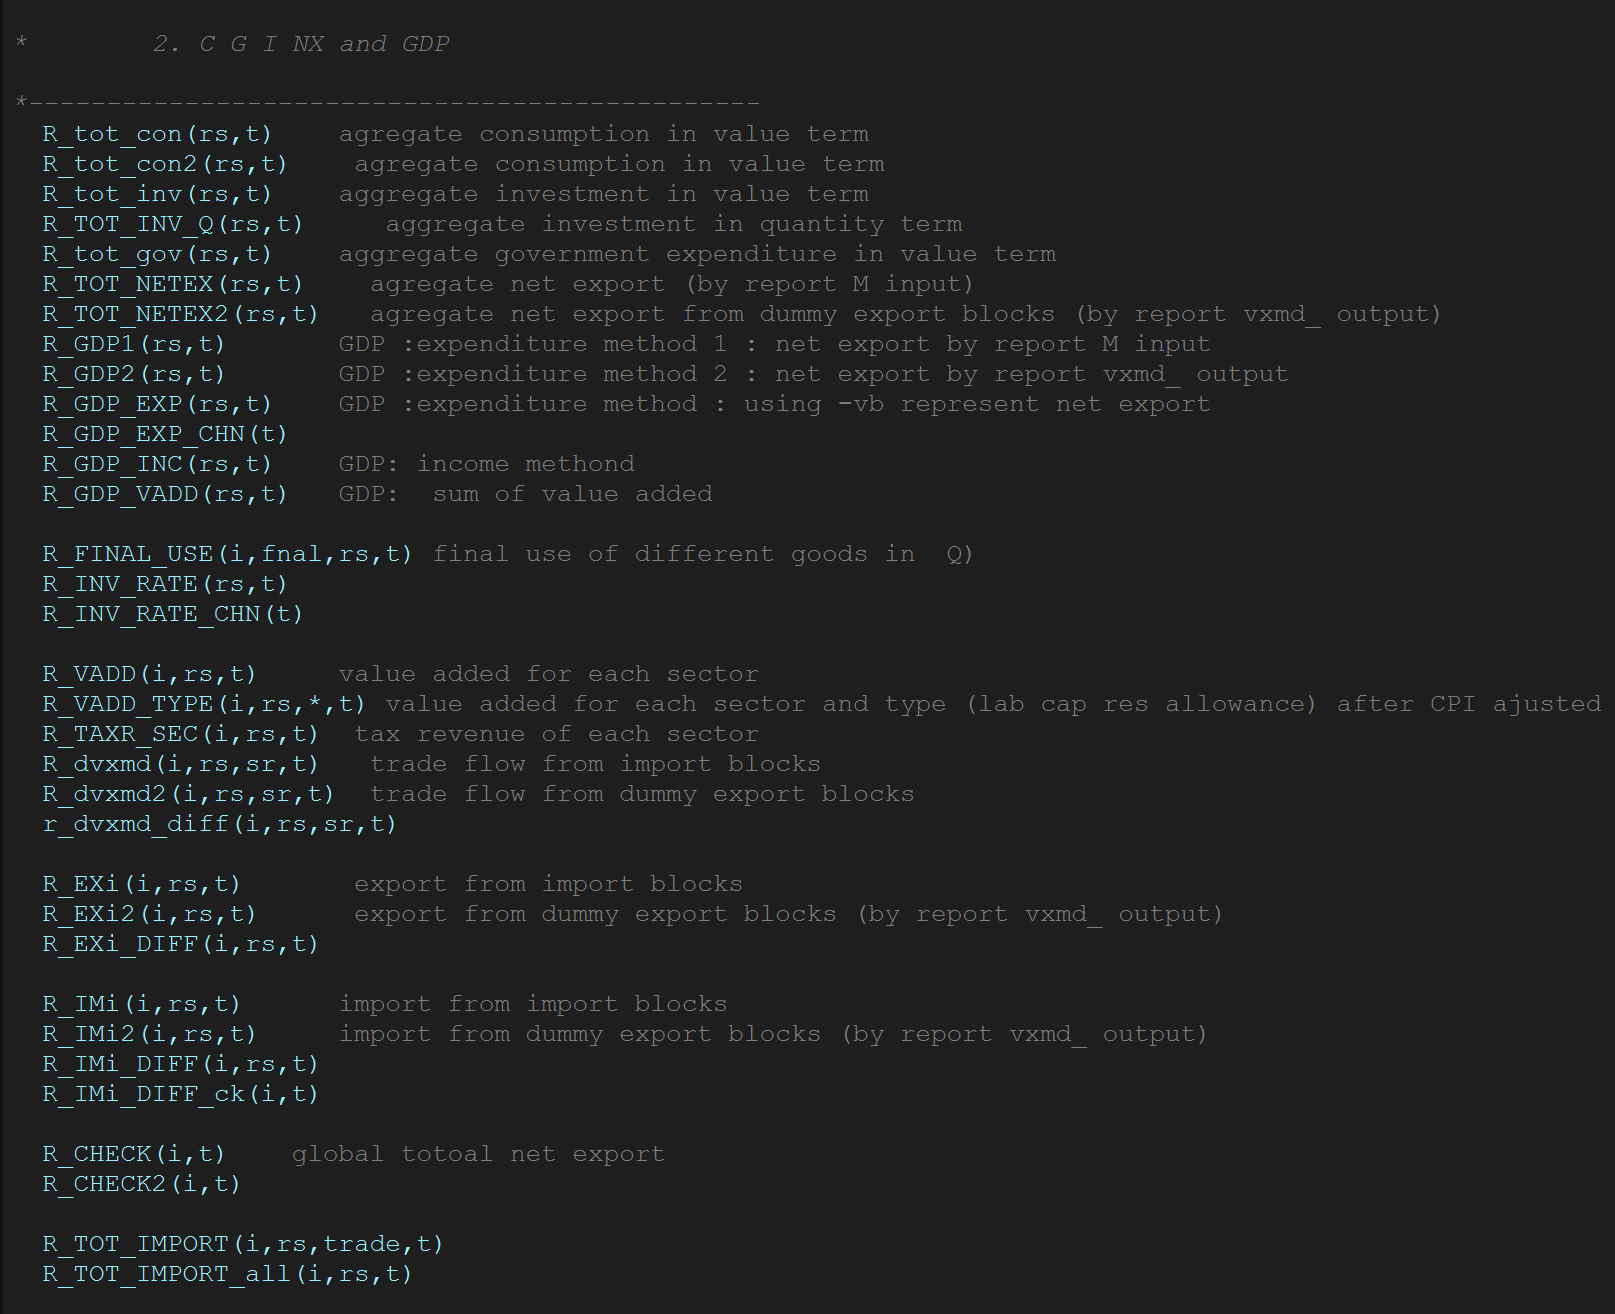 * 2. C G I NX and GDP
*-----------------------------------------------
R_tot_con(rs,t) agregate consumption in value term
R_tot_con2(rs,t) agregate consumption in value term
R_tot_inv(rs,t) aggregate investment in value term
R_TOT_INV_Q(rs,t) aggregate investment in quantity term
R_tot_gov(rs,t) aggregate government expenditure in value term
R_TOT_NETEX(rs,t) agregate net export (by report M input)
R_TOT_NETEX2(rs,t) agregate net export from dummy export blocks (by report vxmd_ output)
R_GDP1(rs,t) GDP :expenditure method 1 : net export by report M input
R_GDP2(rs,t) GDP :expenditure method 2 : net export by report vxmd_ output
R_GDP_EXP(rs,t) GDP :expenditure method : using -vb represent net export
R_GDP_EXP_CHN(t)
R_GDP_INC(rs,t) GDP: income methond
R_GDP_VADD(rs,t) GDP: sum of value added
R_FINAL_USE(i,fnal,rs,t) final use of different goods in Q)
R_INV_RATE(rs,t)
R_INV_RATE_CHN(t)
R_VADD(i,rs,t) value added for each sector
R_VADD_TYPE(i,rs,*,t) value added for each sector and type (lab cap res allowance) after CPI ajusted
R_TAXR_SEC(i,rs,t) tax revenue of each sector
R_dvxmd(i,rs,sr,t) trade flow from import blocks
R_dvxmd2(i,rs,sr,t) trade flow from dummy export blocks
r_dvxmd_diff(i,rs,sr,t)
R_EXi(i,rs,t) export from import blocks
R_EXi2(i,rs,t) export from dummy export blocks (by report vxmd_ output)
R_EXi_DIFF(i,rs,t)
R_IMi(i,rs,t) import from import blocks
R_IMi2(i,rs,t) import from dummy export blocks (by report vxmd_ output)
R_IMi_DIFF(i,rs,t)
R_IMi_DIFF_ck(i,t)
R_CHECK(i,t) global totoal net export
R_CHECK2(i,t)
R_TOT_IMPORT(i,rs,trade,t)
R_TOT_IMPORT_all(i,rs,t)